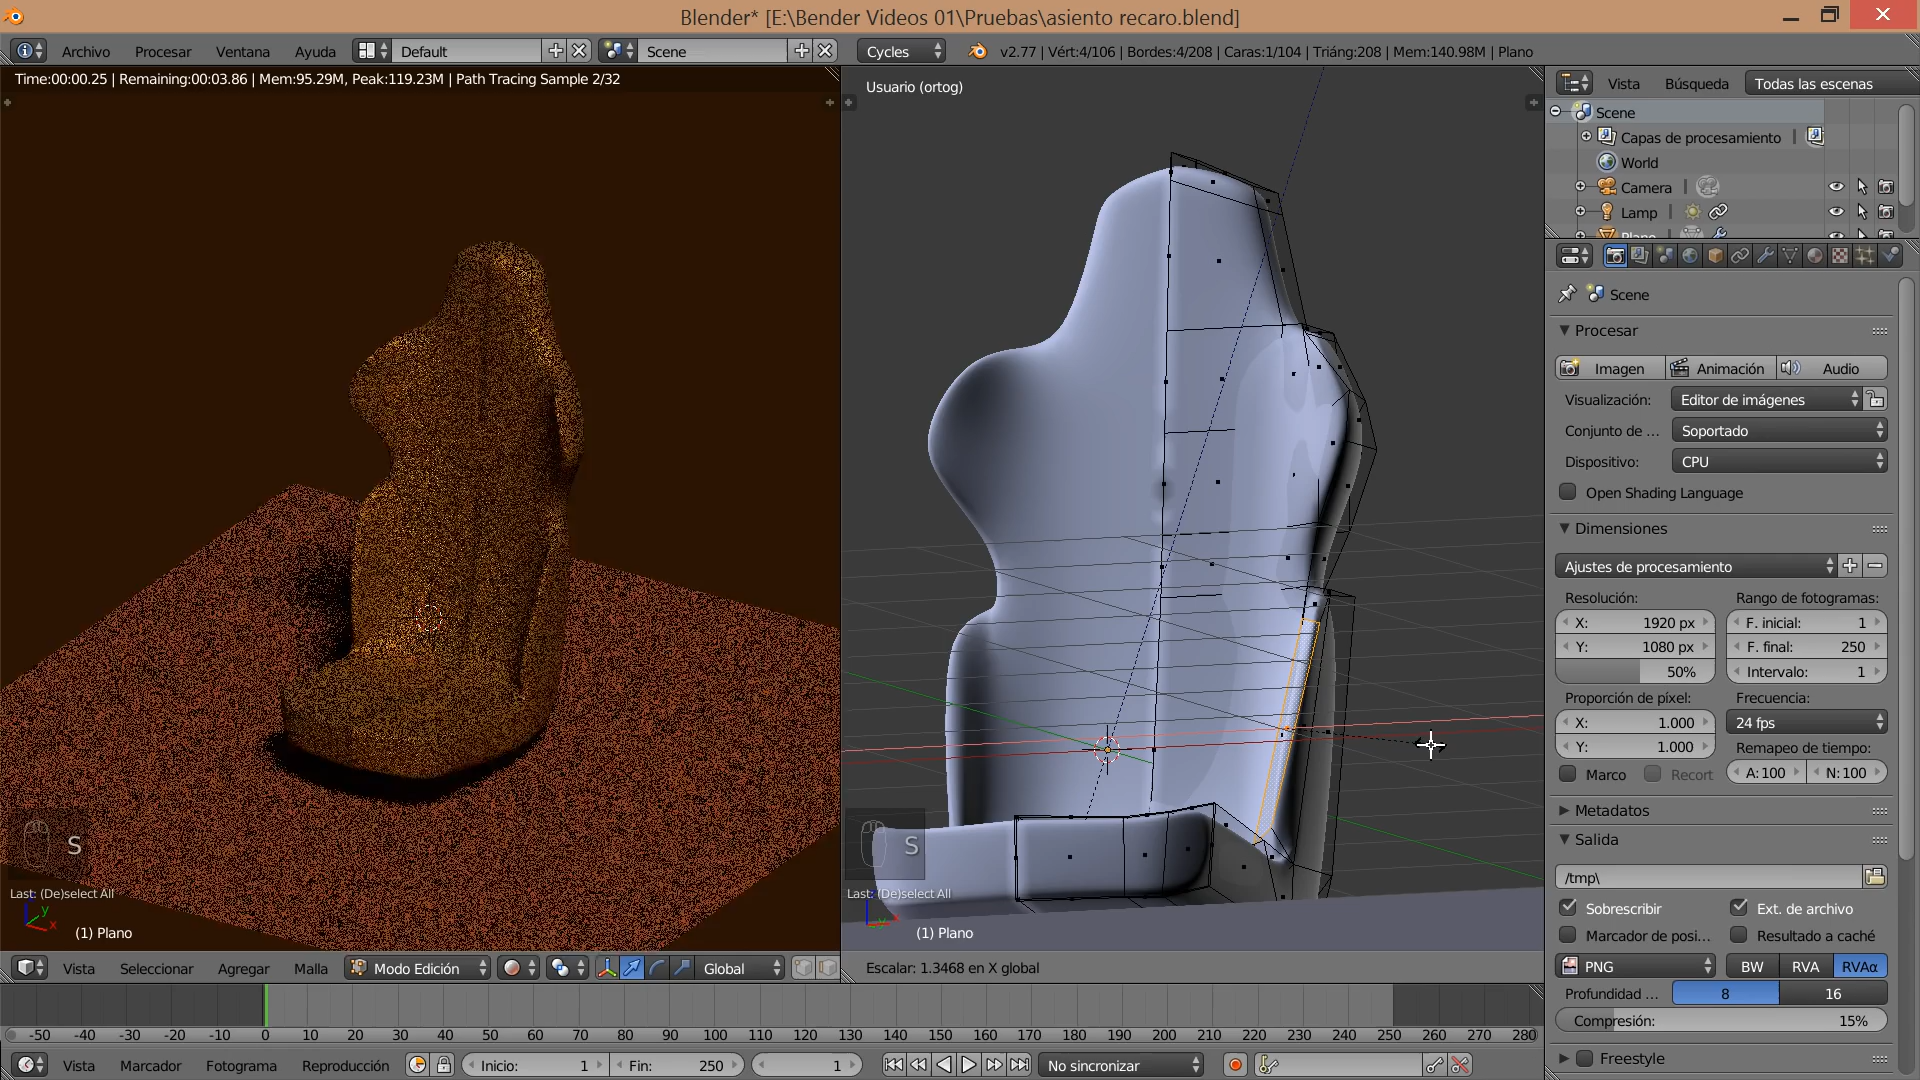 Blender* [E:\Bender Videos 01\Pruebas\asiento recaro.blend]
Archivo Procesar Ventana Ayuda Default Scene Cycles v2.77 | Vért:4/106 | Bordes:4/208 | Caras:1/104 | Triáng:208 | Mem:140.98M | Plano
Time:00:00.25 | Remaining:00:03.86 | Mem:95.29M, Peak:119.23M | Path Tracing Sample 2/32
Usuario (ortog)
Vista Búsqueda Todas las escenas
Scene
Capas de procesamiento
World
Camera
Lamp
Plano
Scene
Procesar
Imagen Animación Audio
Visualización: Editor de imágenes
Conjunto de ... Soportado
Dispositivo: CPU
Open Shading Language
Dimensiones
Ajustes de procesamiento
Resolución: Rango de fotogramas:
X: 1920 px F. inicial: 1
Y: 1080 px F. final: 250
50% Intervalo: 1
Proporción de píxel: Frecuencia:
X: 1.000 24 fps
Y: 1.000 Remapeo de tiempo:
Marco Recort A:100 N:100
Metadatos
Salida
/tmp\
Sobrescribir Ext. de archivo
Marcador de posi... Resultado a caché
PNG BW RVA RVAα
Profundidad ... 8 16
Compresión: 15%
Freestyle
S
Last: (De)select All
z y x
(1) Plano
S
Last: (De)select All
(1) Plano
Vista Seleccionar Agregar Malla Modo Edición Global
Escalar: 1.3468 en X global
-50 -40 -30 -20 -10 0 10 20 30 40 50 60 70 80 90 100 110 120 130 140 150 160 170 180 190 200 210 220 230 240 250 260 270 280
Vista Marcador Fotograma Reproducción Inicio: 1 Fin: 250 1 No sincronizar